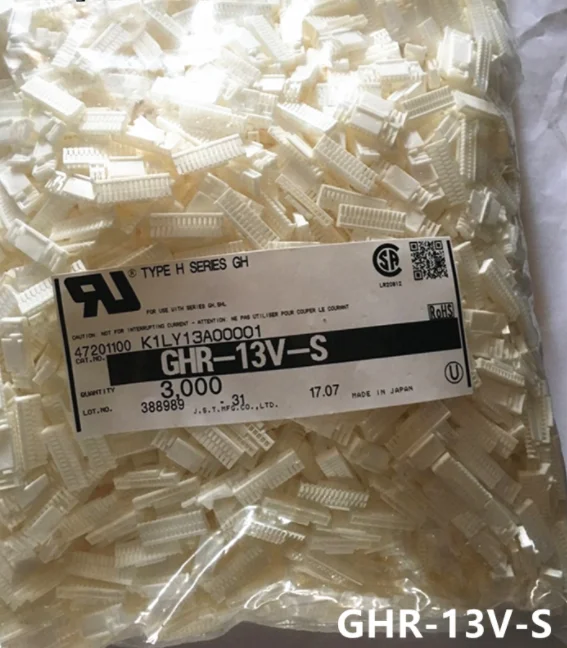 ® TYPE H SERIES GH
FOR USE WITH SERIES GH,BHL
CAUTION: NOT FOR INTERRUPTING CURRENT - ATTENTION: NE PAS UTILISER POUR COUPER LE COURANT
LR20812
RoHS
47201100 K1LY13A00001
CAT.NO. GHR-13V-S
QUANTITY 3,000
LOT.NO. 388989 - 31 17.07 MADE IN JAPAN
J.S.T.MFG.CO.,LTD.
U
GHR-13V-S